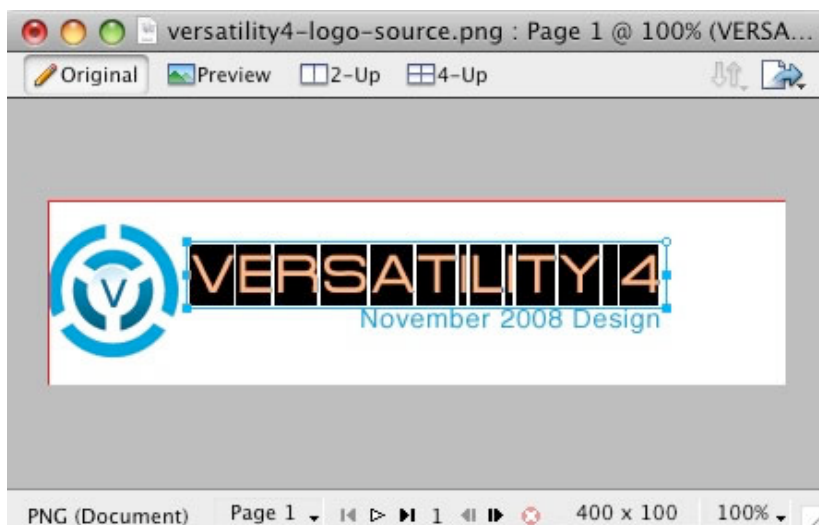 versatility4-logo-source.png : Page 1 @ 100% (VERSA...
Original Preview 2-Up 4-Up
V
VERSATILITY 4
November 2008 Design
PNG (Document) Page 1 1 400 x 100 100%